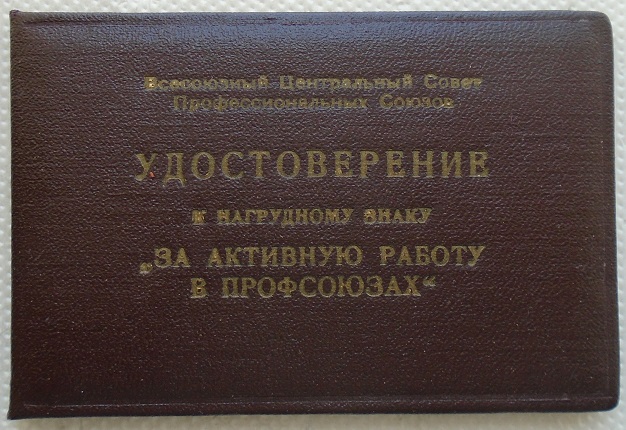 Всесоюзный Центральный Совет
Профессиональных Союзов
УДОСТОВЕРЕНИЕ
К НАГРУДНОМУ ЗНАКУ
„ЗА АКТИВНУЮ РАБОТУ
В ПРОФСОЮЗАХ“